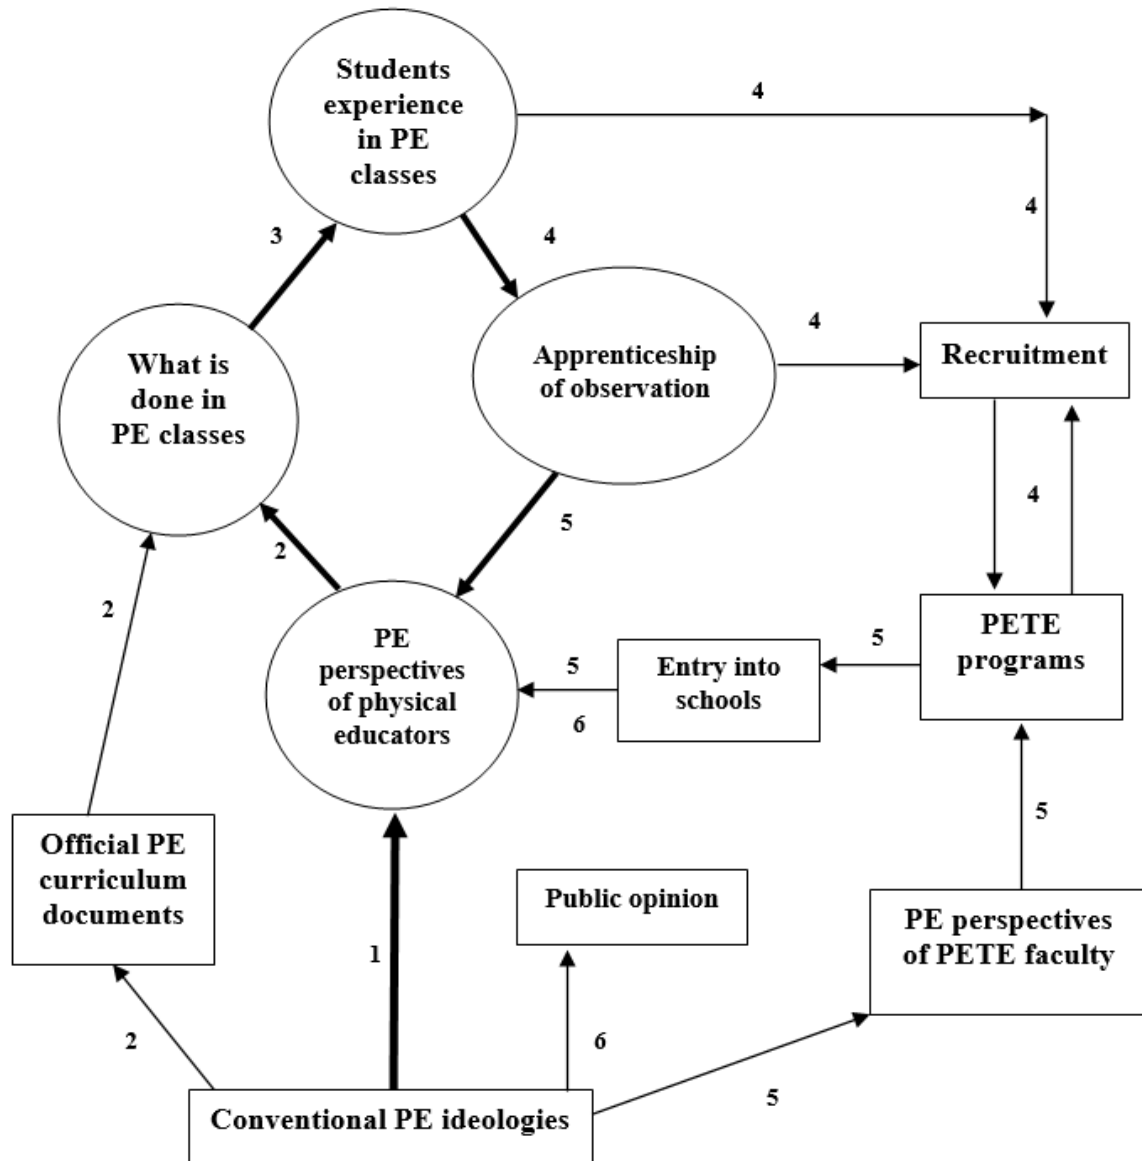 Students
experience
in PE
classes
4
4
3
4
What is
done in
PE classes
Apprenticeship
of observation
4
Recruitment
4
5
2
2
PE
perspectives
of physical
educators
5
6
Entry into
schools
5
PETE
programs
5
Official PE
curriculum
documents
Public opinion
PE perspectives
of PETE faculty
1
2
6
5
Conventional PE ideologies